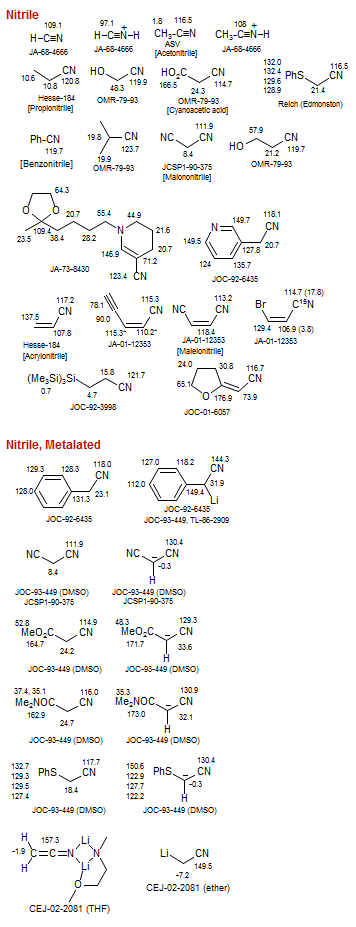 Nitrile
109.1
H-C≡N
JA-68-4666
97.1 +
H-C≡N-H
JA-68-4666
1.8 116.5
CH3-C≡N
ASV
[Acetonitrile]
108 +
CH3-C≡N-H
JA-68-4666
10.6 CN 120.8
10.8
Hesse-184
[Propionitrile]
HO CN
48.3 119.9
OMR-79-93
HO2C CN
166.5 24.3 114.7
OMR-79-93
[Cyanoacetic acid]
132.0
132.4
129.6
128.9
PhS CN 116.5
21.4
Reich (Edmonston)
Ph-CN
119.7
[Benzonitrile]
19.8 CN
123.7
19.9
OMR-79-93
111.9
NC CN
8.4
JCSP1-90-375
[Malononitrile]
57.9
HO CN
21.2 119.7
OMR-79-93
64.3
O O
109.4 20.7 55.4 44.9
23.5 38.4 28.2 N 21.6
146.9 20.7
71.2
123.4 CN
JA-73-8430
149.7 118.1
N CN
149.5 127.8 20.7
124 135.7
JOC-92-6435
117.2
137.5 CN
107.8
Hesse-184
[Acrylonitrile]
78.1 115.3
90.0 CN
115.3* 110.2*
JA-01-12353
113.2
NC CN
118.4
JA-01-12353
[Maleionitrile]
114.7 (17.8)
Br C15N
129.4 106.9 (3.8)
JA-01-12353
15.8 121.7
(Me3Si)3Si CN
0.7 4.7
JOC-92-3998
24.0 30.8 116.7
CN
65.1 O 176.9 73.9
JOC-01-6057
Nitrile, Metalated
129.3 128.3 118.0
CN
128.0 131.3 23.1
JOC-92-6435
127.0 118.2 144.3
CN
112.0 149.4 31.9
Li
JOC-92-6435
JOC-93-449, TL-86-2909
111.9
NC CN
8.4
JOC-93-449 (DMSO)
JCSP1-90-375
130.4
NC – CN
-0.3
H
JOC-93-449 (DMSO)
JCSP1-90-375
52.8 114.9
MeO2C CN
164.7 24.2
JOC-93-449 (DMSO)
48.3 129.3
MeO2C – CN
171.7 33.6
H
JOC-93-449 (DMSO)
37.4, 35.1 116.0
Me2NOC CN
162.9 24.7
JOC-93-449 (DMSO)
35.3 130.9
Me2NOC – CN
173.0 32.1
H
JOC-93-449 (DMSO)
132.7
129.3
129.5
127.4
117.7
PhS CN
18.4
JOC-93-449 (DMSO)
150.6
122.9
127.7
122.2
130.4
PhS – CN
-0.3
H
JOC-93-449 (DMSO)
H 157.3 Li
-1.9 C=C=N N
H Li
O
CEJ-02-2081 (THF)
Li CN
149.5
-7.2
CEJ-02-2081 (ether)